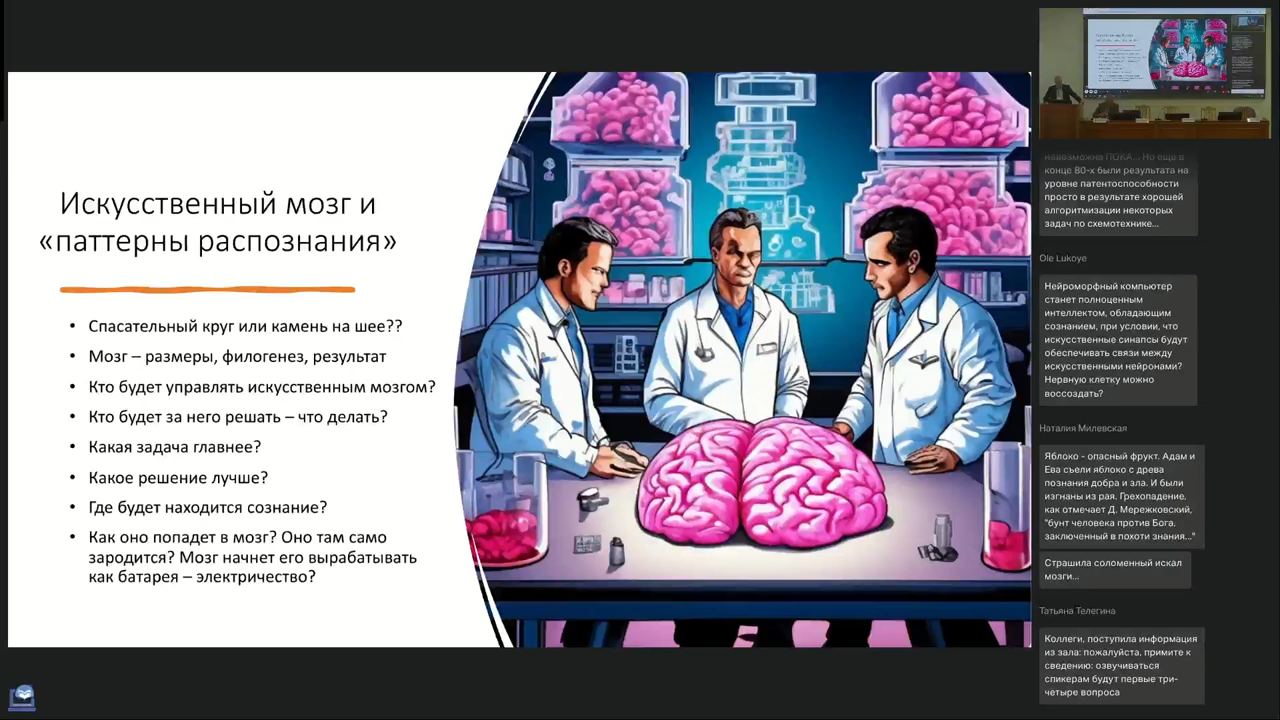 Искусственный мозг и
«паттерны распознания»
• Спасательный круг или камень на шее??
• Мозг – размеры, филогенез, результат
• Кто будет управлять искусственным мозгом?
• Кто будет за него решать – что делать?
• Какая задача главнее?
• Какое решение лучше?
• Где будет находится сознание?
• Как оно попадет в мозг? Оно там само
зародится? Мозг начнет его вырабатывать
как батарея – электричество?
невозможна ПОКА... Но еще в
конце 80-х были результата на
уровне патентоспособности
просто в результате хорошей
алгоритмизации некоторых
задач по схемотехнике...
Ole Lukoye
Нейроморфный компьютер
станет полноценным
интеллектом, обладающим
сознанием, при условии, что
искусственные синапсы будут
обеспечивать связи между
искусственными нейронами?
Нервную клетку можно
воссоздать?
Наталия Милевская
Яблоко - опасный фрукт. Адам и
Ева съели яблоко с древа
познания добра и зла. И были
изгнаны из рая. Грехопадение,
как отмечает Д. Мережковский,
"бунт человека против Бога,
заключенный в похоти знания..."
Страшила соломенный искал
мозги...
Татьяна Телегина
Коллеги, поступила информация
из зала: пожалуйста, примите к
сведению: озвучиваться
спикерам будут первые три-
четыре вопроса